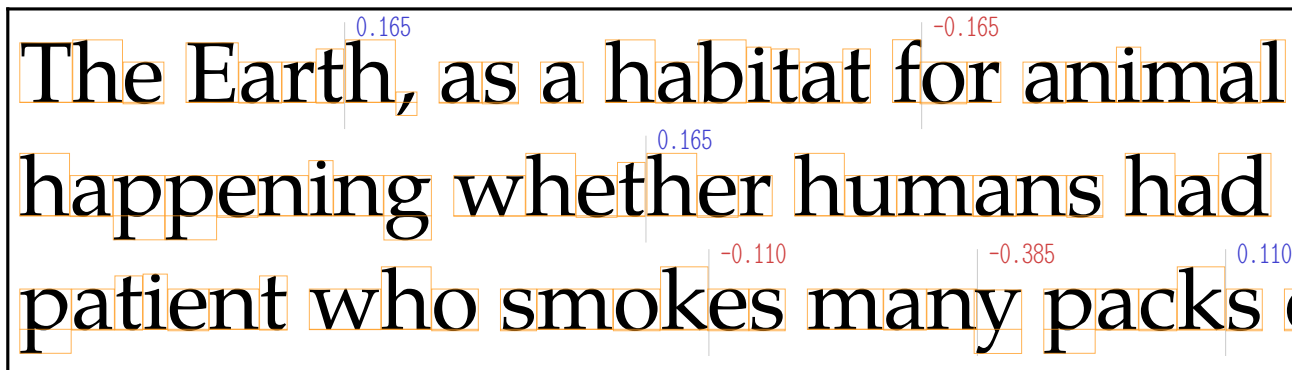 0.165 -0.165
The Earth, as a habitat for animal
0.165
happening whether humans had
-0.110 -0.385 0.110
patient who smokes many packs